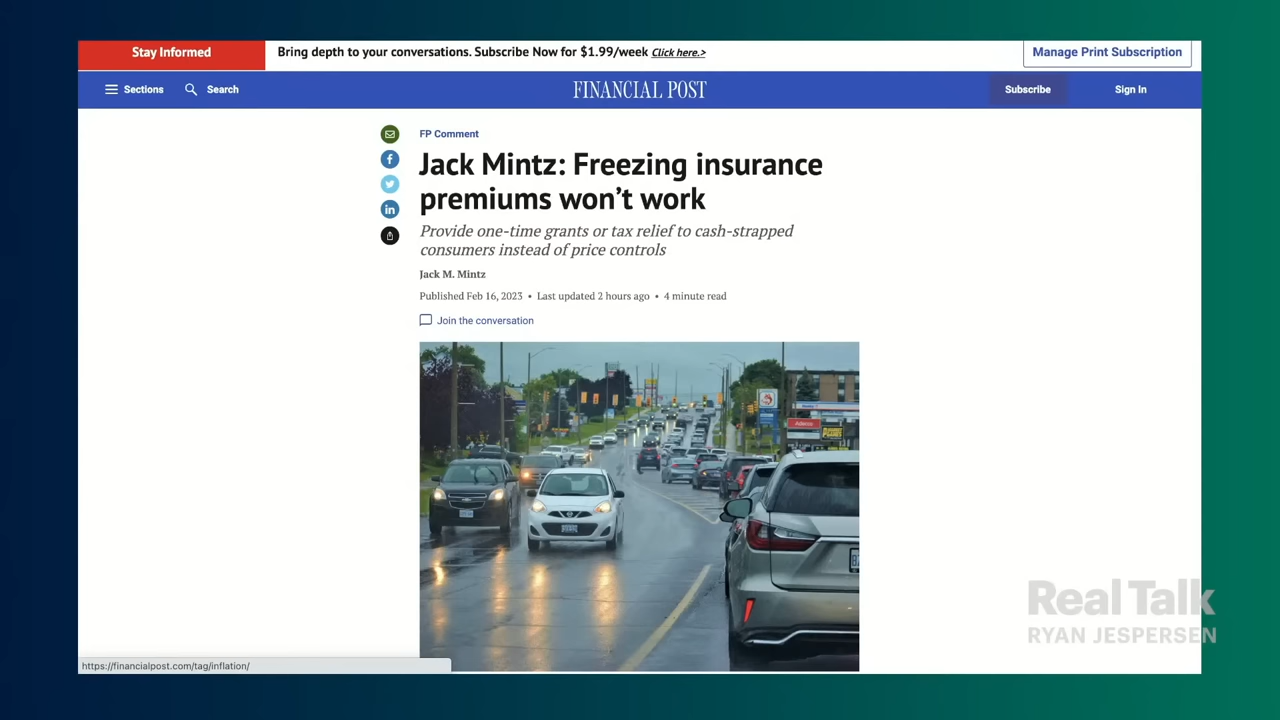 Stay Informed
Bring depth to your conversations. Subscribe Now for $1.99/week Click here.>
Manage Print Subscription
Sections
Search
FINANCIAL POST
Subscribe
Sign In
FP Comment
Jack Mintz: Freezing insurance
premiums won’t work
Provide one-time grants or tax relief to cash-strapped
consumers instead of price controls
Jack M. Mintz
Published Feb 16, 2023 • Last updated 2 hours ago • 4 minute read
Join the conversation
Real Talk
RYAN JESPERSEN
https://financialpost.com/tag/inflation/